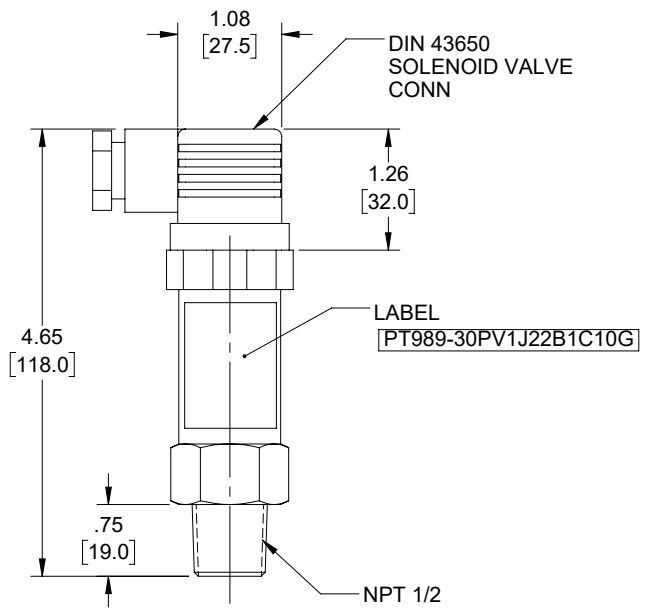 1.08
[27.5]
DIN 43650
SOLENOID VALVE
CONN
1.26
[32.0]
4.65
[118.0]
LABEL
PT989-30PV1J22B1C10G
.75
[19.0]
NPT 1/2